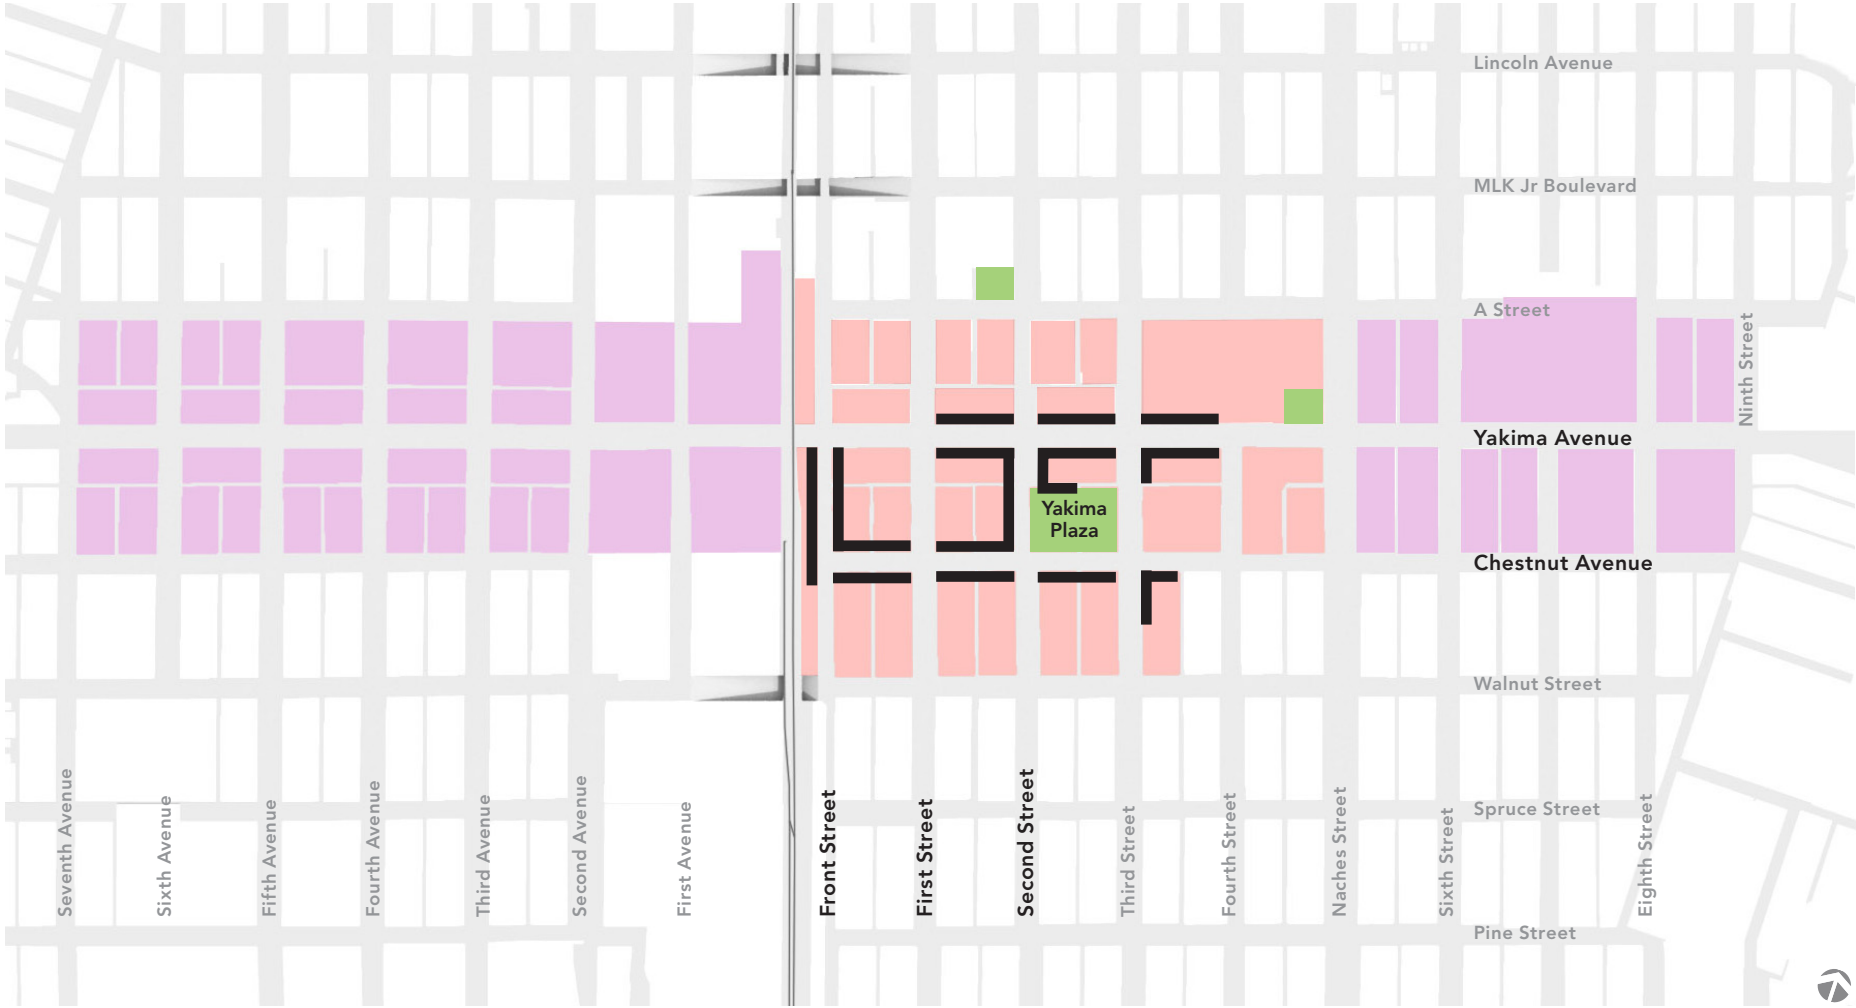 Lincoln Avenue
MLK Jr Boulevard
A Street
Ninth Street
Yakima Avenue
Yakima
Plaza
Chestnut Avenue
Walnut Street
Spruce Street
Seventh Avenue
Sixth Avenue
Fifth Avenue
Fourth Avenue
Third Avenue
Second Avenue
First Avenue
Front Street
First Street
Second Street
Third Street
Fourth Street
Naches Street
Sixth Street
Eighth Street
Pine Street